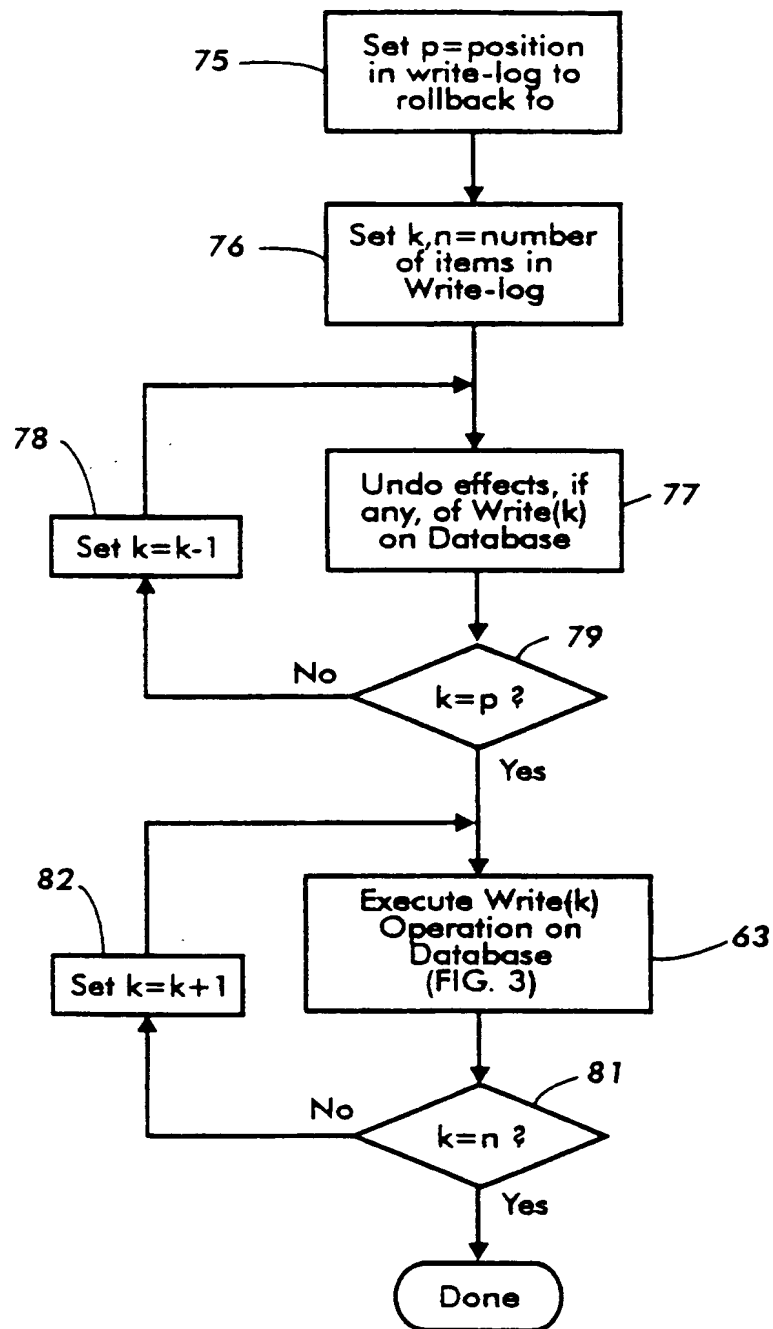 75
Set p=position
in write-log to
rollback to
76
Set k,n=number
of items in
Write-log
78
Undo effects, if
any, of Write(k)
on Database
77
Set k=k-1
79
No
k=p ?
Yes
82
Execute Write(k)
Operation on
Database
(FIG. 3)
63
Set k=k+1
81
No
k=n ?
Yes
Done